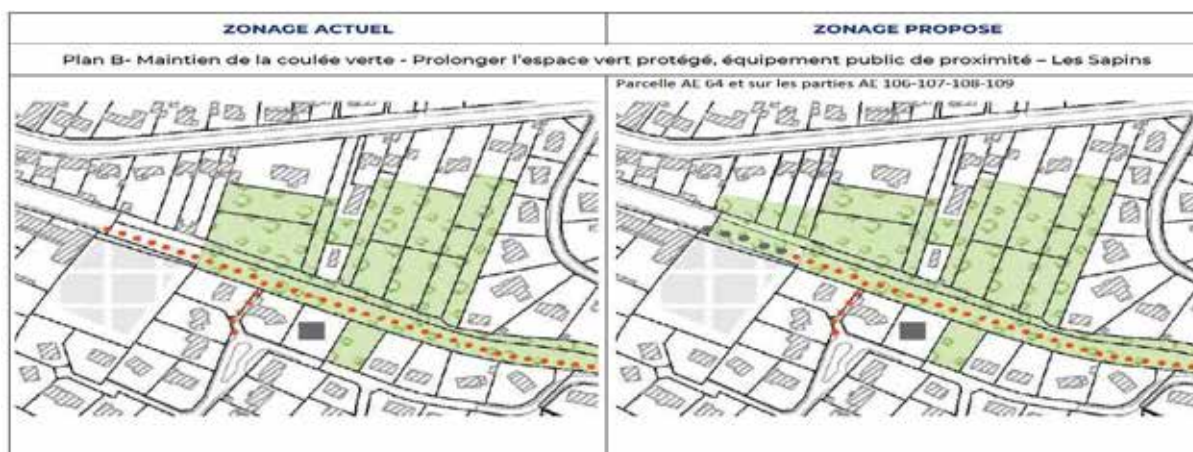 ZONAGE ACTUEL
ZONAGE PROPOSE
Plan B- Maintien de la coulée verte - Prolonger l'espace vert protégé, équipement public de proximité – Les Sapins
Parcelle AE 64 et sur les parties AE 106-107-108-109